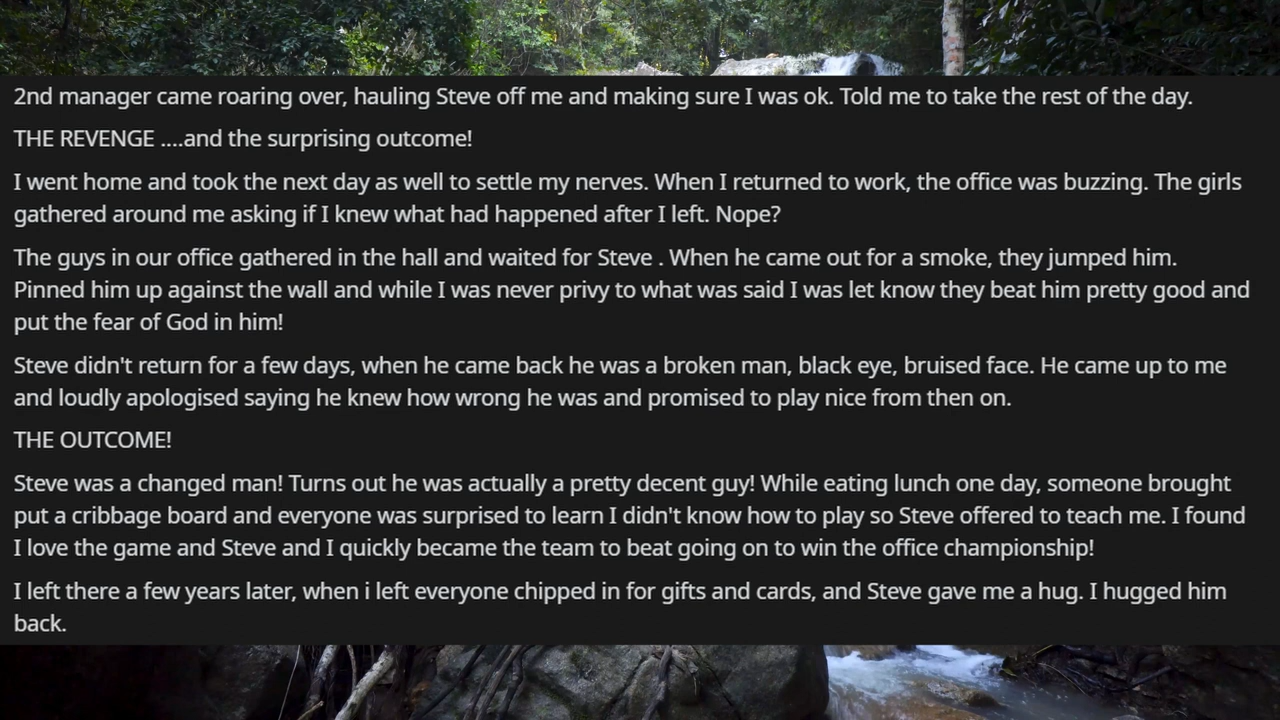 2nd manager came roaring over, hauling Steve off me and making sure I was ok. Told me to take the rest of the day.
THE REVENGE ....and the surprising outcome!
I went home and took the next day as well to settle my nerves. When I returned to work, the office was buzzing. The girls
gathered around me asking if I knew what had happened after I left. Nope?
The guys in our office gathered in the hall and waited for Steve . When he came out for a smoke, they jumped him.
Pinned him up against the wall and while I was never privy to what was said I was let know they beat him pretty good and
put the fear of God in him!
Steve didn't return for a few days, when he came back he was a broken man, black eye, bruised face. He came up to me
and loudly apologised saying he knew how wrong he was and promised to play nice from then on.
THE OUTCOME!
Steve was a changed man! Turns out he was actually a pretty decent guy! While eating lunch one day, someone brought
put a cribbage board and everyone was surprised to learn I didn't know how to play so Steve offered to teach me. I found
I love the game and Steve and I quickly became the team to beat going on to win the office championship!
I left there a few years later, when i left everyone chipped in for gifts and cards, and Steve gave me a hug. I hugged him
back.